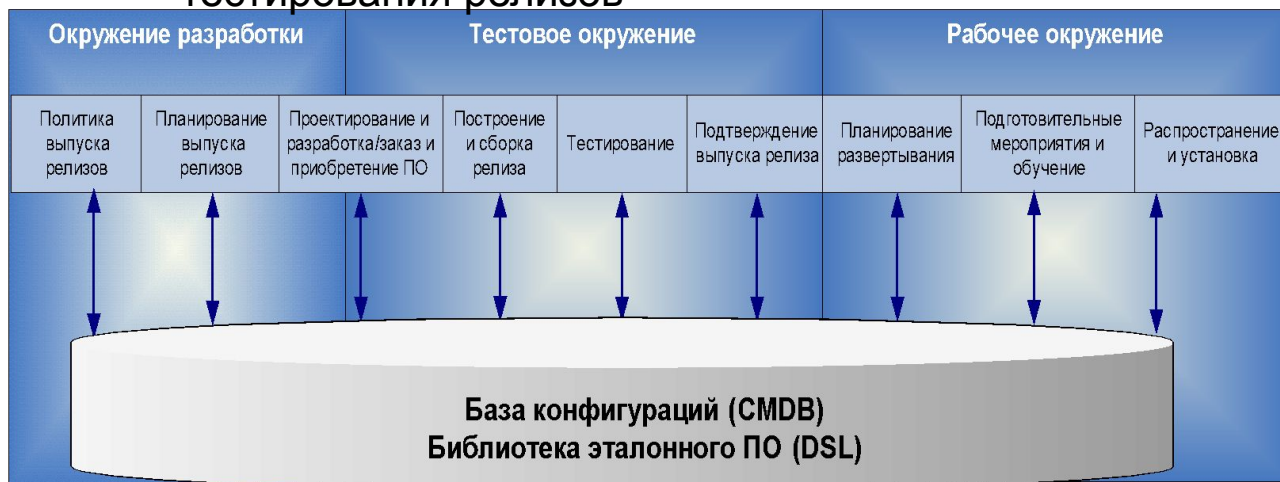 тестирования релизов
Окружение разработки
Тестовое окружение
Рабочее окружение
Политика
выпуска
релизов
Планирование
выпуска
релизов
Проектирование и
разработка/заказ и
приобретение ПО
Построение
и сборка
релиза
Тестирование
Подтверждение
выпуска релиза
Планирование
развертывания
Подготовительные
мероприятия и
обучение
Распространение
и установка
База конфигураций (CMDB)
Библиотека эталонного ПО (DSL)